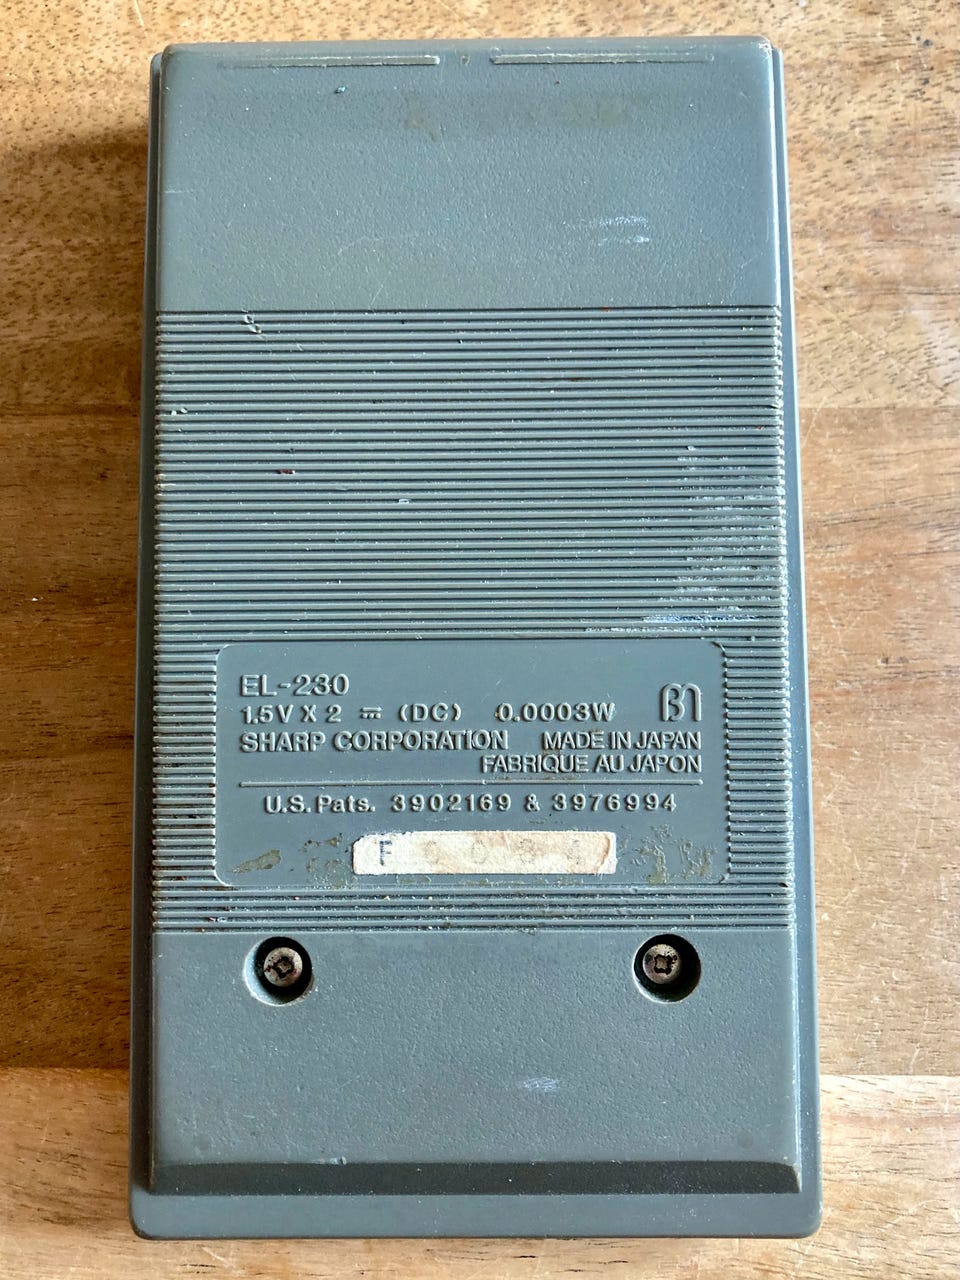 EL-230
1.5V X 2 ⎓ (DC) 0.0003W
SHARP CORPORATION MADE IN JAPAN
FABRIQUE AU JAPON
U.S. Pats. 3902169 & 3976994
F